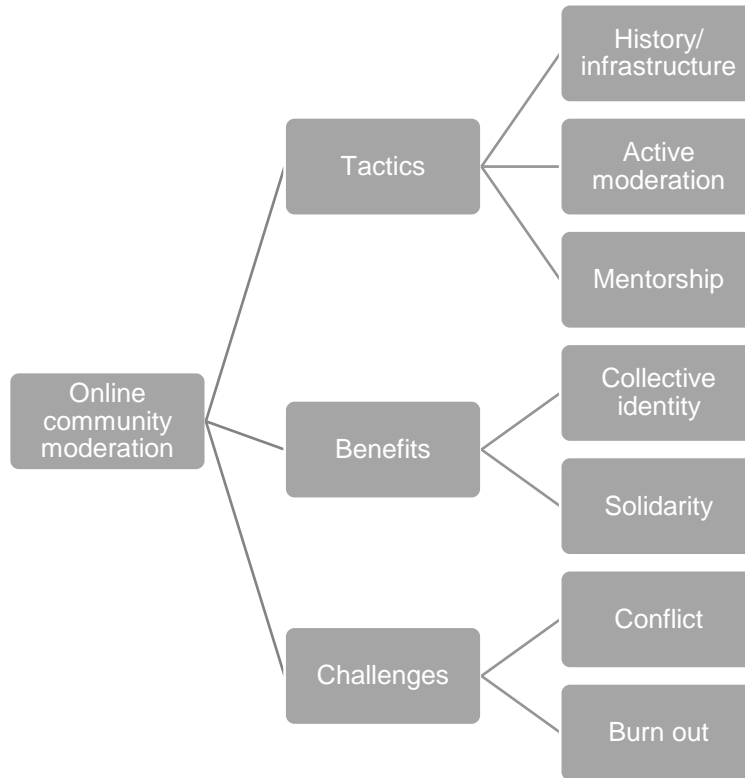 Online
community
moderation
Tactics
History/
infrastructure
Active
moderation
Mentorship
Benefits
Collective
identity
Solidarity
Challenges
Conflict
Burn out